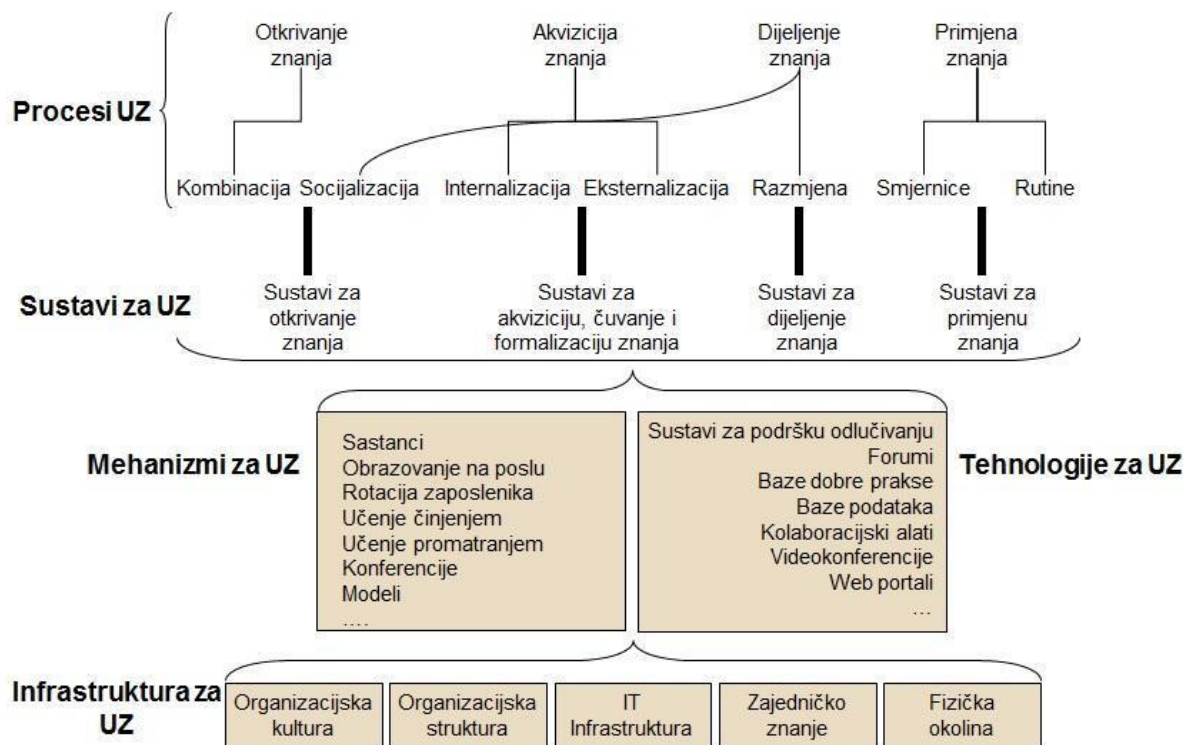 Otkrivanje
znanja
Akvizicija
znanja
Dijeljenje
znanja
Primjena
znanja
Procesi UZ
Kombinacija
Socijalizacija
Internalizacija
Eksternalizacija
Razmjena
Smjernice
Rutine
Sustavi za UZ
Sustavi za
otkrivanje
znanja
Sustavi za
akviziciju, čuvanje i
formalizaciju znanja
Sustavi za
dijeljenje
znanja
Sustavi za
primjenu
znanja
Mehanizmi za UZ
Sastanci
Obrazovanje na poslu
Rotacija zaposlenika
Učenje činjenjem
Učenje promatranjem
Konferencije
Modeli
....
Sustavi za podršku odlučivanju
Forumi
Baze dobre prakse
Baze podataka
Kolaboracijski alati
Videokonferencije
Web portali
...
Tehnologije za UZ
Infrastruktura za
UZ
Organizacijska
kultura
Organizacijska
struktura
IT
Infrastruktura
Zajedničko
znanje
Fizička
okolina